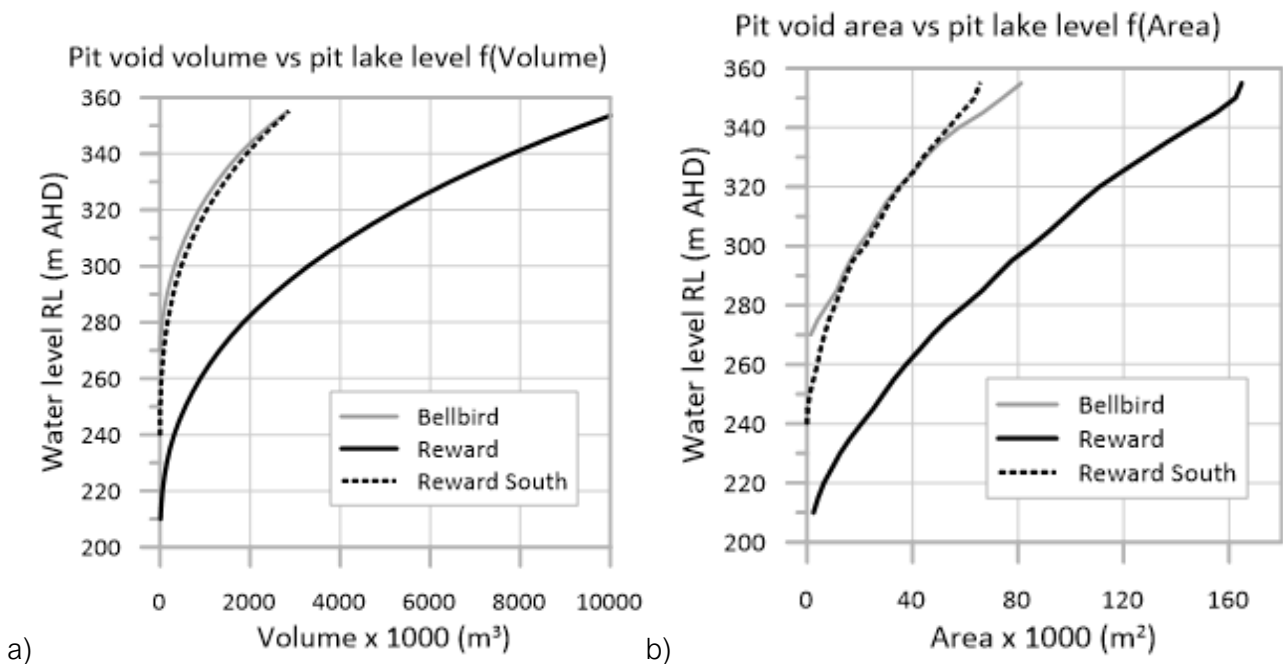 Pit void volume vs pit lake level f(Volume)
360
340
320
300
280
260
240
220
200
Water level RL (m AHD)
Bellbird
Reward
Reward South
0 2000 4000 6000 8000 10000
Volume x 1000 (m³)
a)
Pit void area vs pit lake level f(Area)
360
340
320
300
280
260
240
220
200
Water level RL (m AHD)
Bellbird
Reward
Reward South
0 40 80 120 160
Area x 1000 (m²)
b)